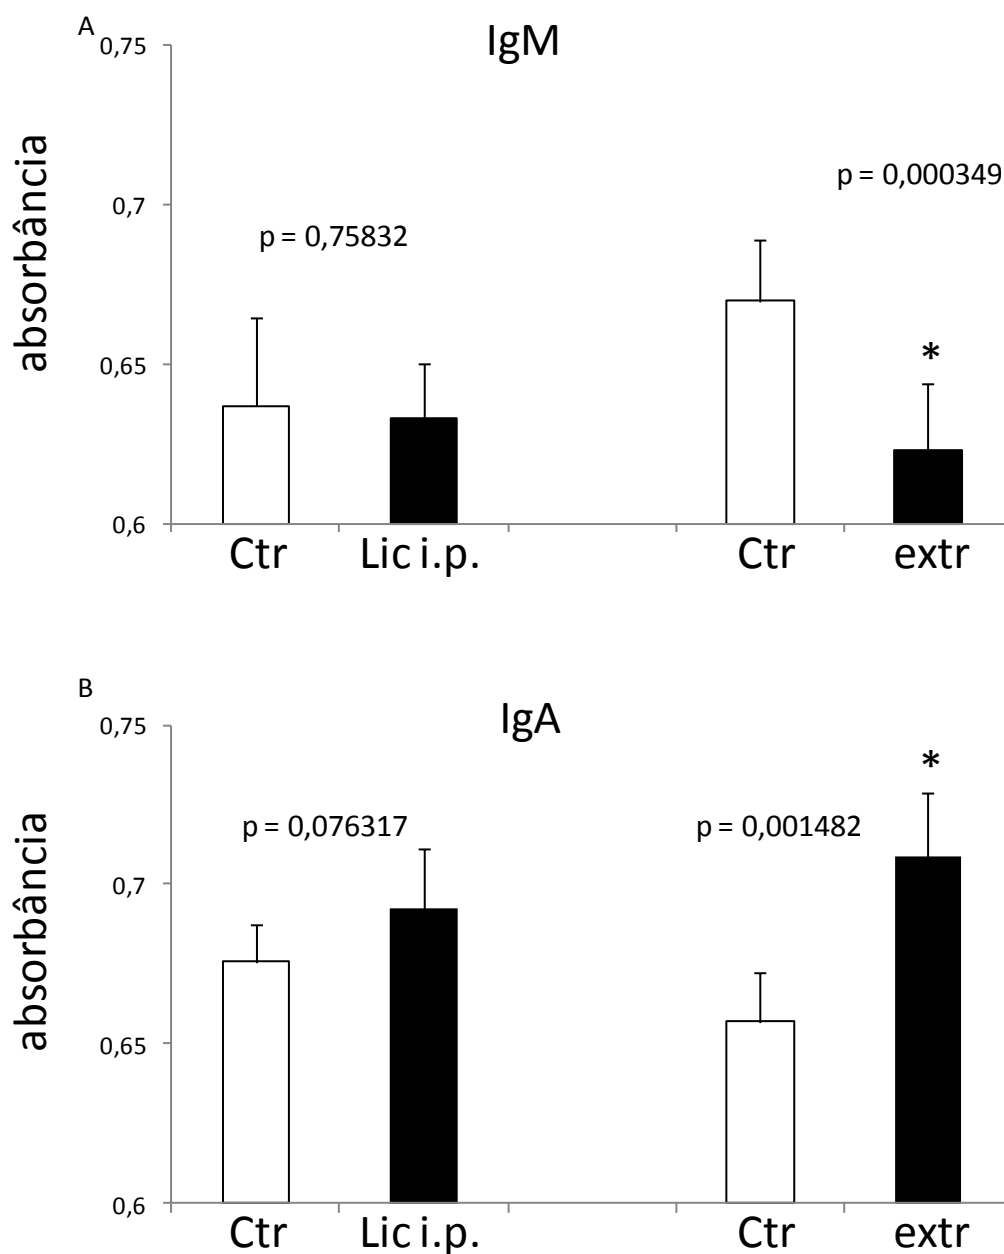 A
IgM
0,75
absorbância
p = 0,000349
0,7
p = 0,75832
0,65
*
0,6
Ctr
Lic i.p.
Ctr
extr
B
IgA
0,75
absorbância
*
p = 0,076317
p = 0,001482
0,7
0,65
0,6
Ctr
Lic i.p.
Ctr
extr